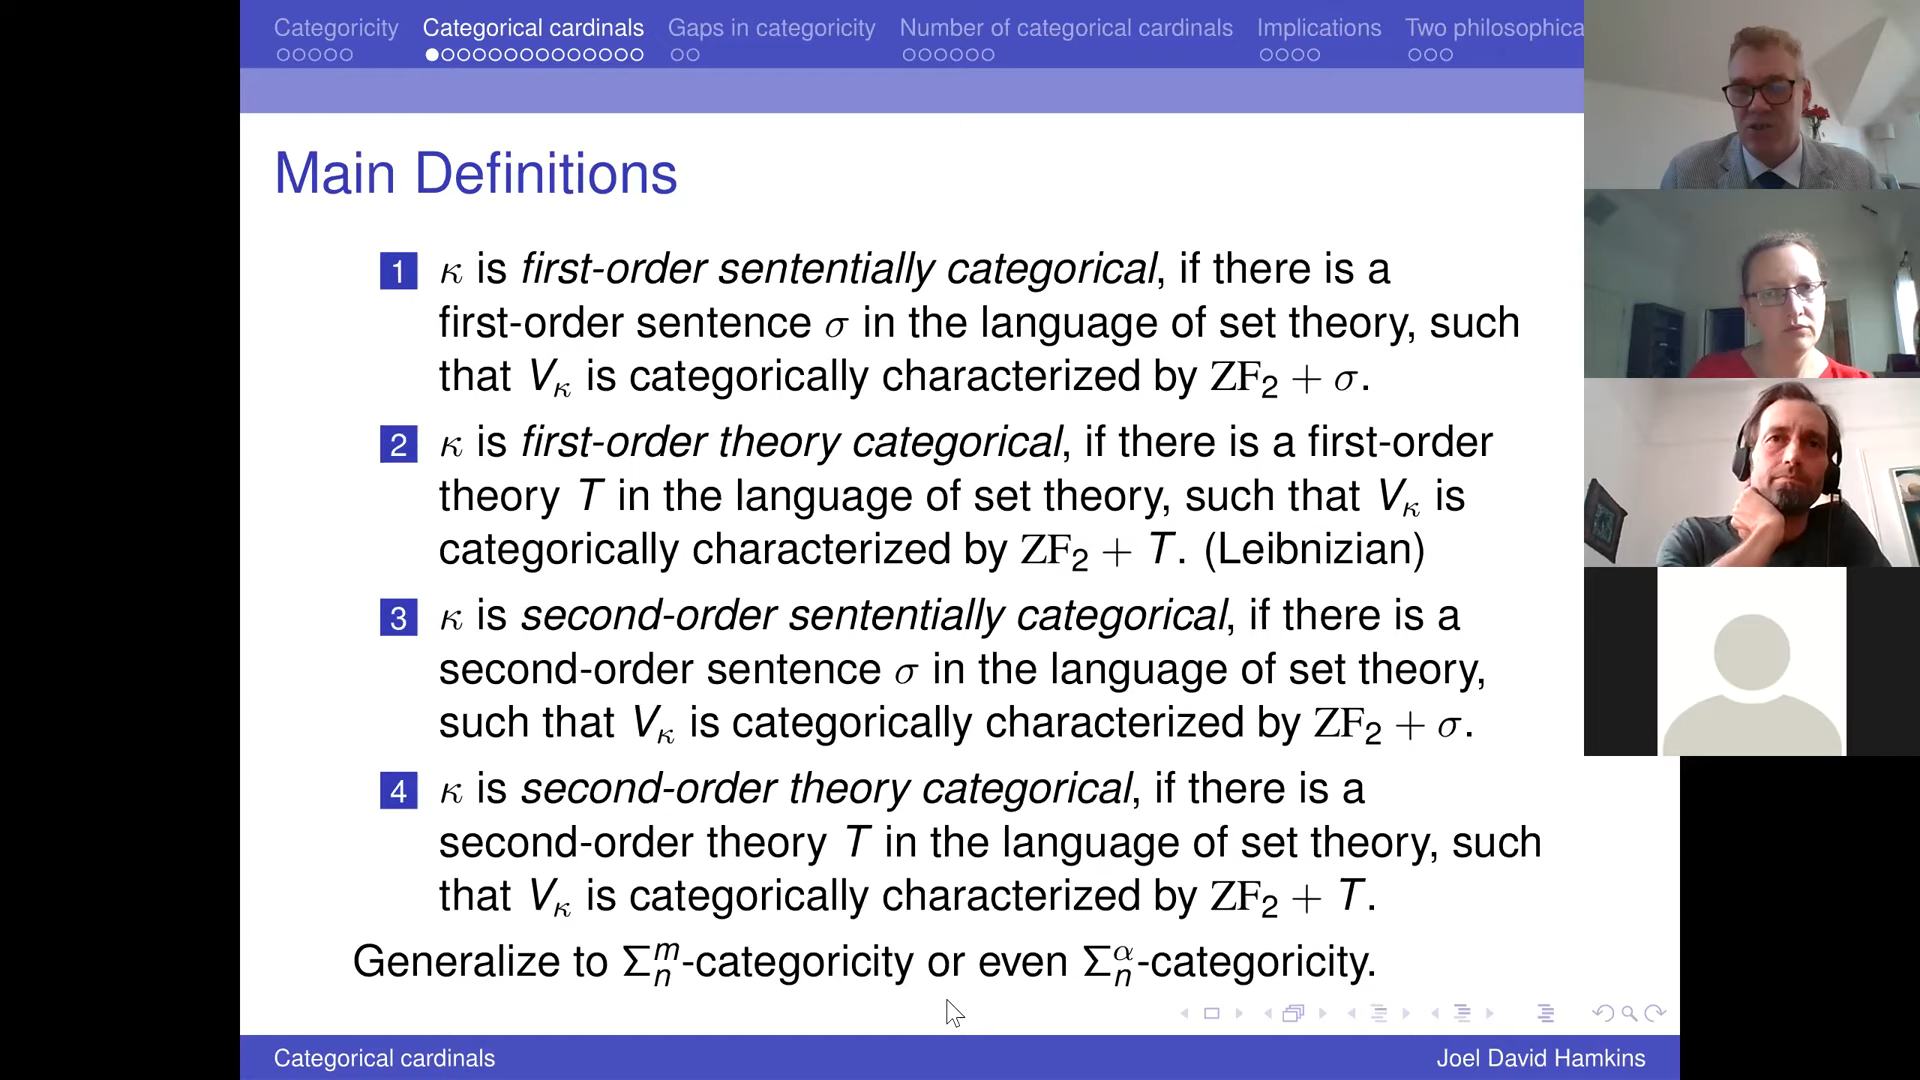 Categoricity Categorical cardinals Gaps in categoricity Number of categorical cardinals Implications Two philosophica
Main Definitions
1 κ is first-order sententially categorical, if there is a
first-order sentence σ in the language of set theory, such
that Vκ is categorically characterized by ZF₂ + σ.
2 κ is first-order theory categorical, if there is a first-order
theory T in the language of set theory, such that Vκ is
categorically characterized by ZF₂ + T. (Leibnizian)
3 κ is second-order sententially categorical, if there is a
second-order sentence σ in the language of set theory,
such that Vκ is categorically characterized by ZF₂ + σ.
4 κ is second-order theory categorical, if there is a
second-order theory T in the language of set theory, such
that Vκ is categorically characterized by ZF₂ + T.
Generalize to Σᵐₙ-categoricity or even Σᵅₙ-categoricity.
Categorical cardinals Joel David Hamkins